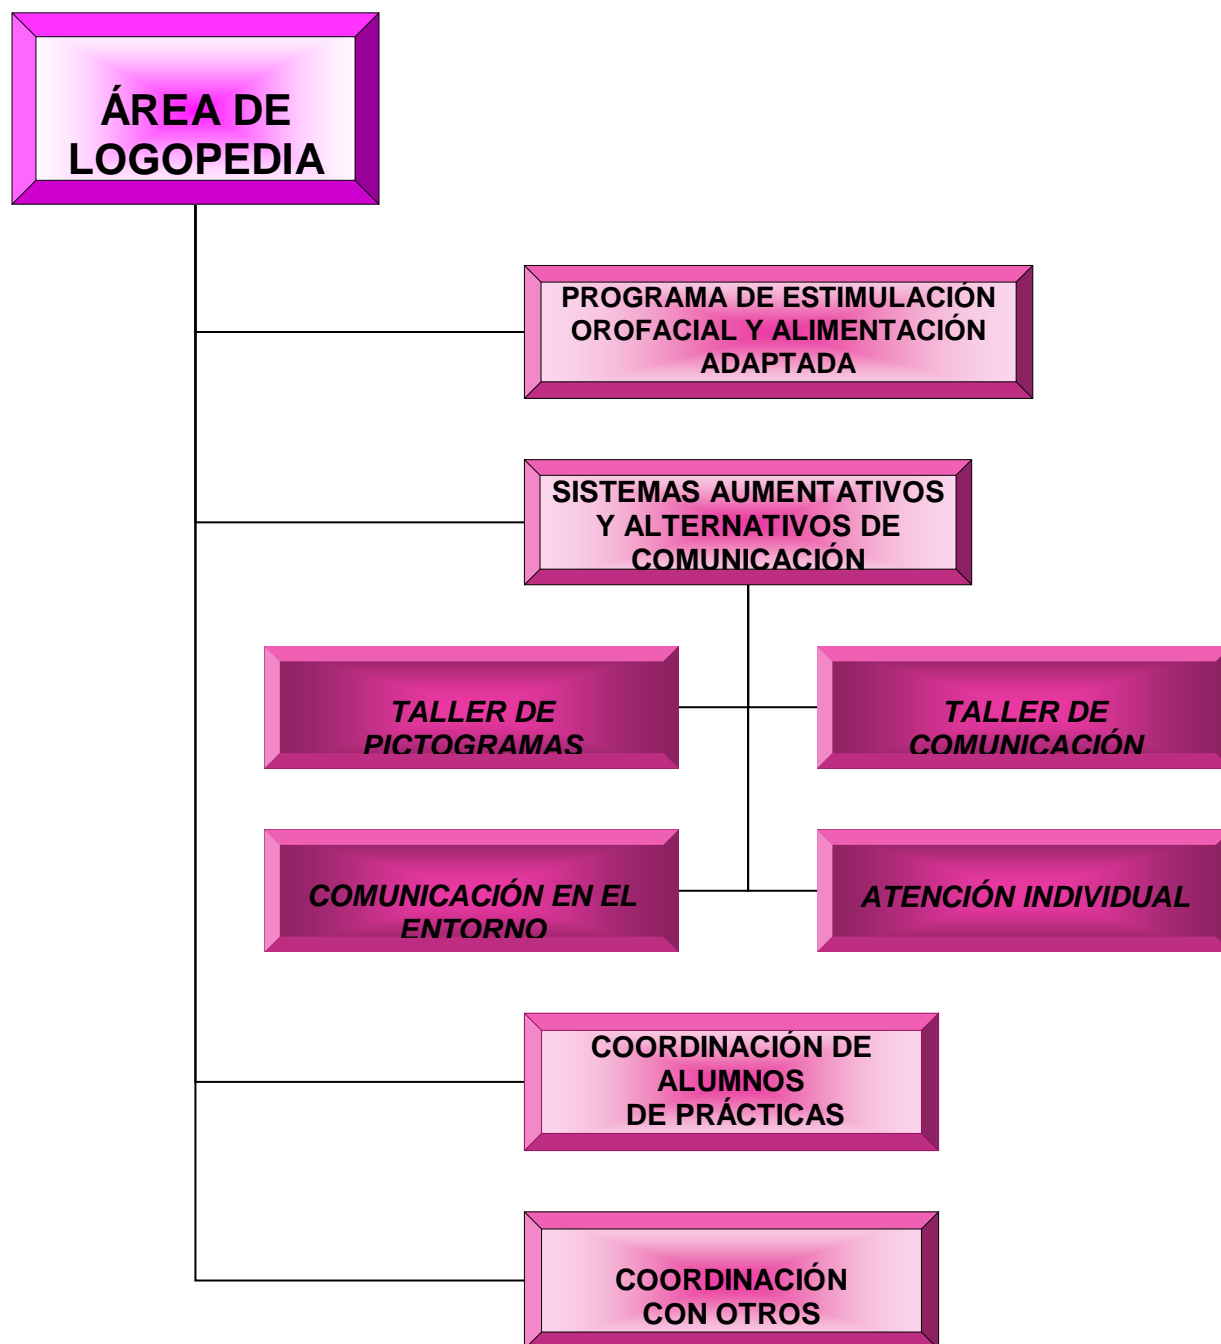 ÁREA DE
LOGOPEDIA
PROGRAMA DE ESTIMULACIÓN
OROFACIAL Y ALIMENTACIÓN
ADAPTADA
SISTEMAS AUMENTATIVOS
Y ALTERNATIVOS DE
COMUNICACIÓN
TALLER DE
PICTOGRAMAS
TALLER DE
COMUNICACIÓN
COMUNICACIÓN EN EL
ENTORNO
ATENCIÓN INDIVIDUAL
COORDINACIÓN DE
ALUMNOS
DE PRÁCTICAS
COORDINACIÓN
CON OTROS